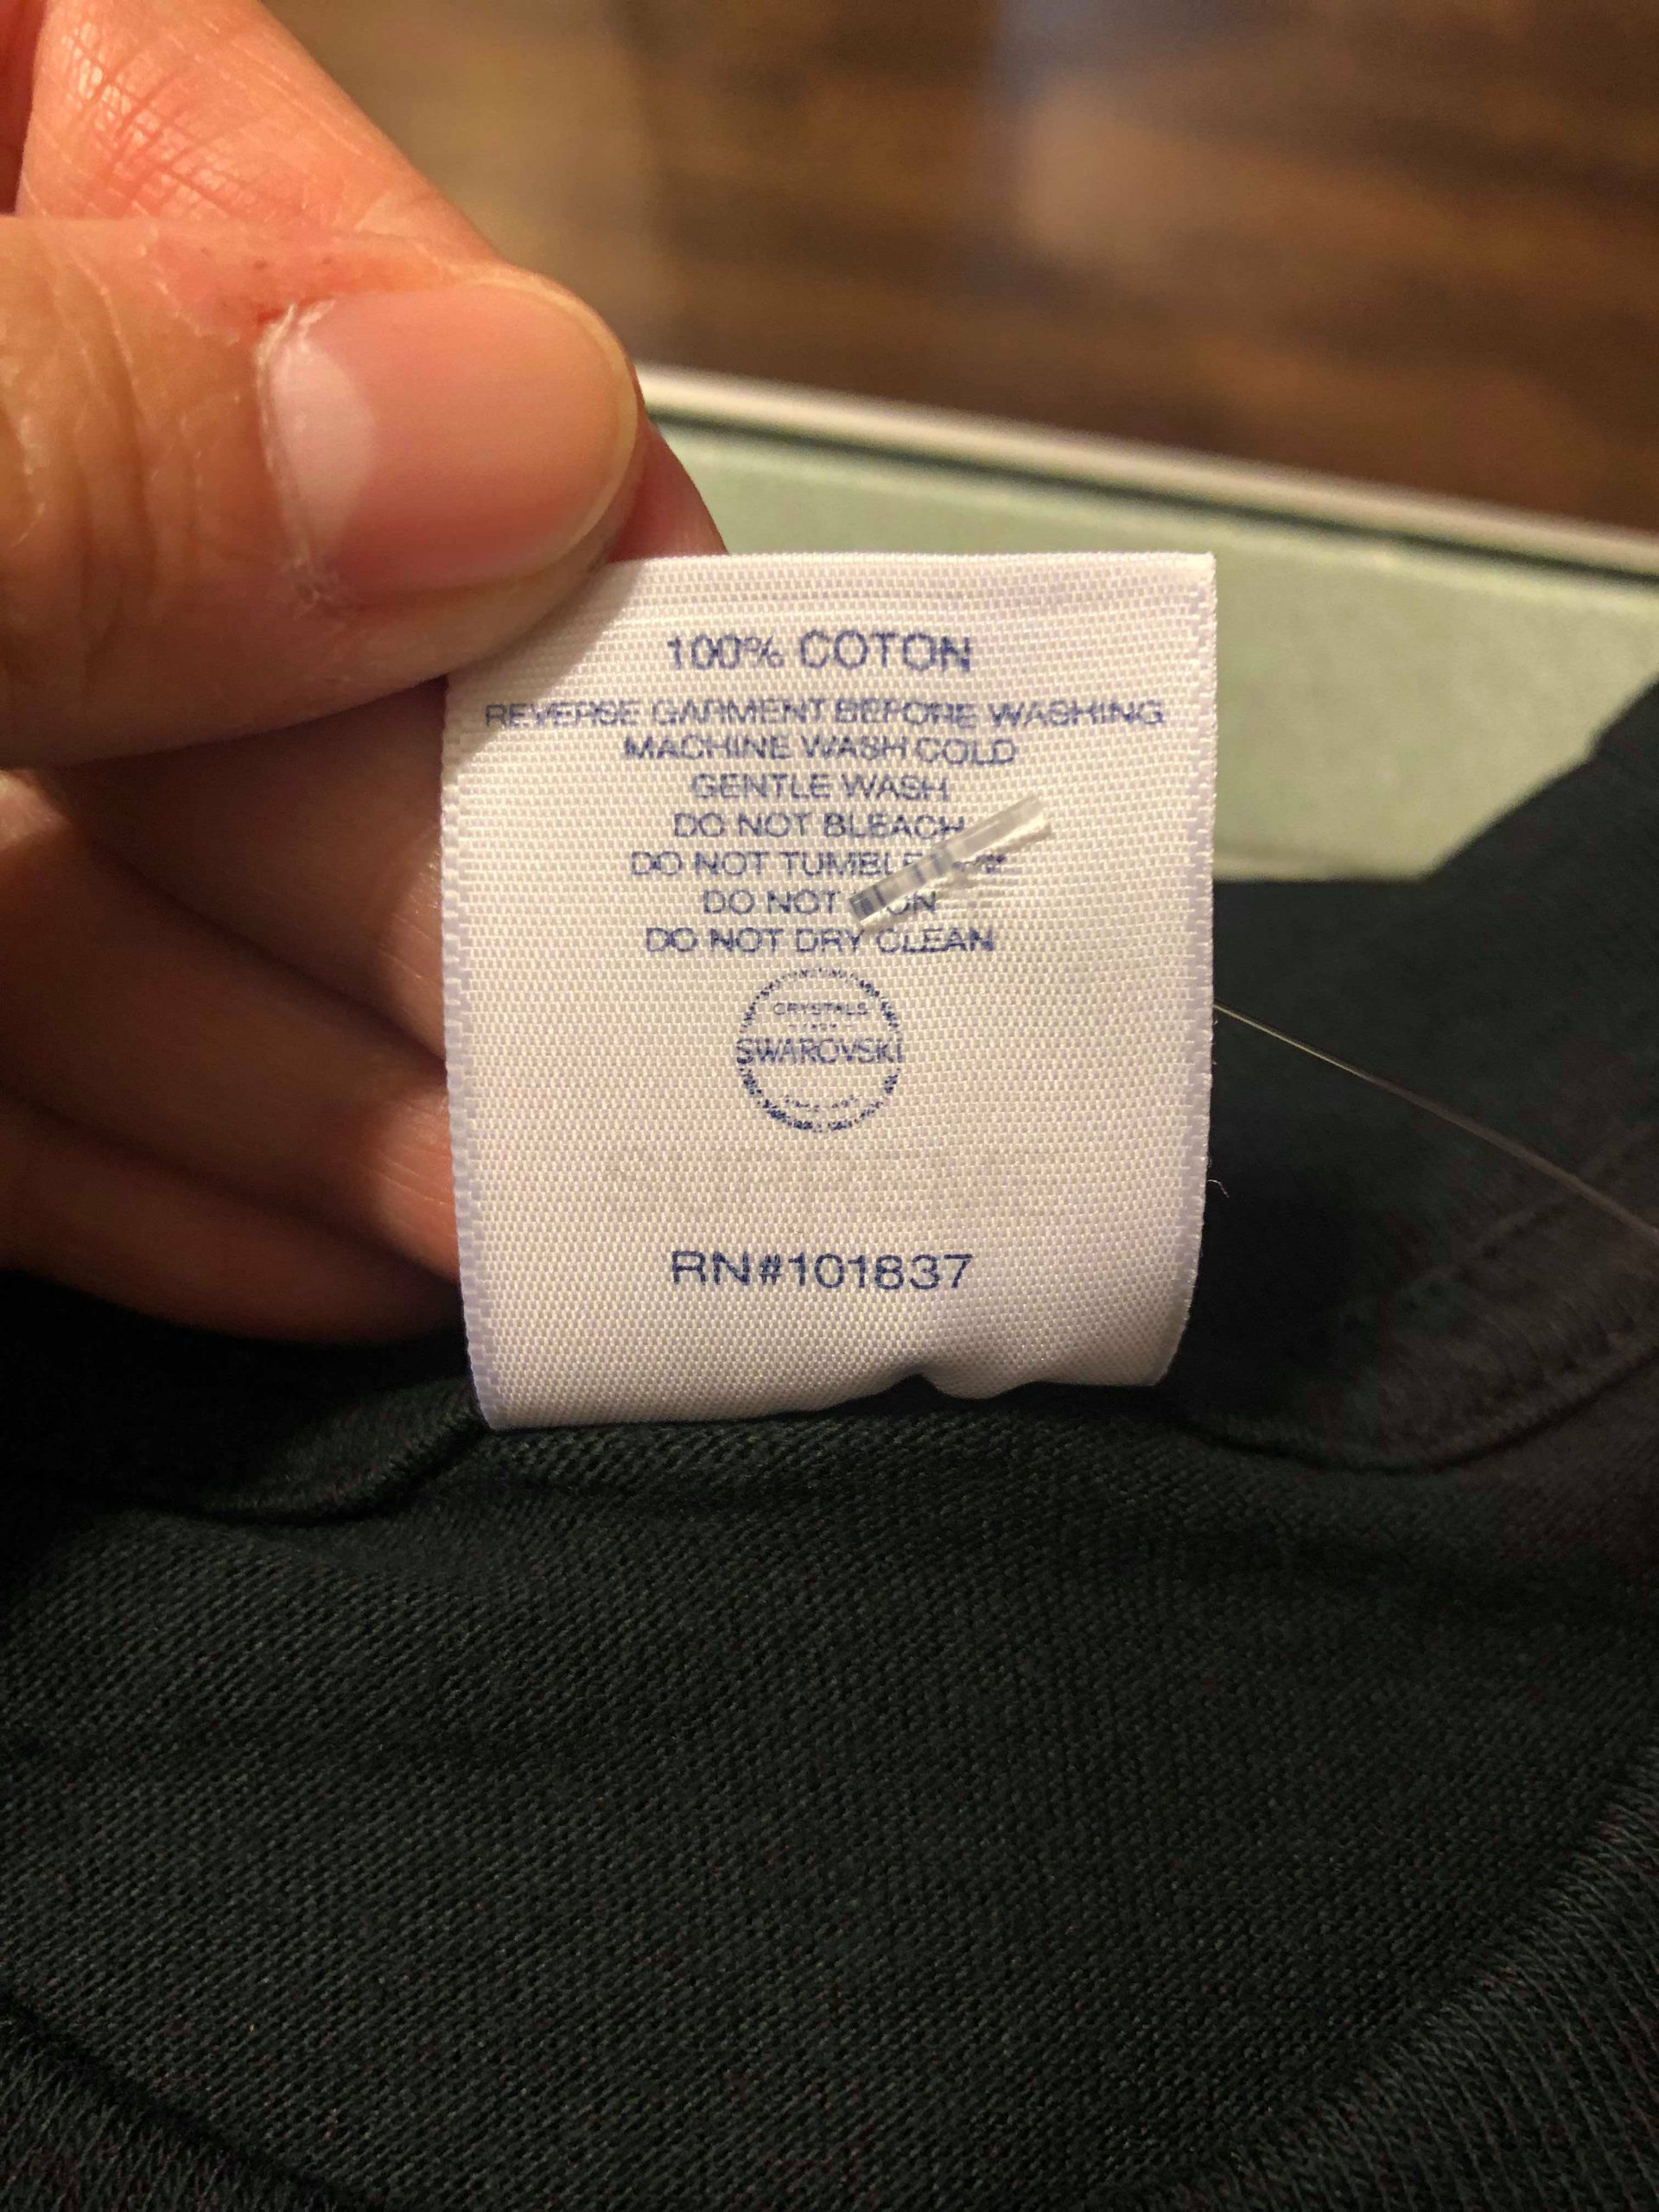 100% COTON
REVERSE GARMENT BEFORE WASHING
MACHINE WASH COLD
GENTLE WASH
DO NOT BLEACH
DO NOT TUMBLE
DO NOT
DO NOT DRY CLEAN
CRYSTALS
SWAROVSKI
RN#101837